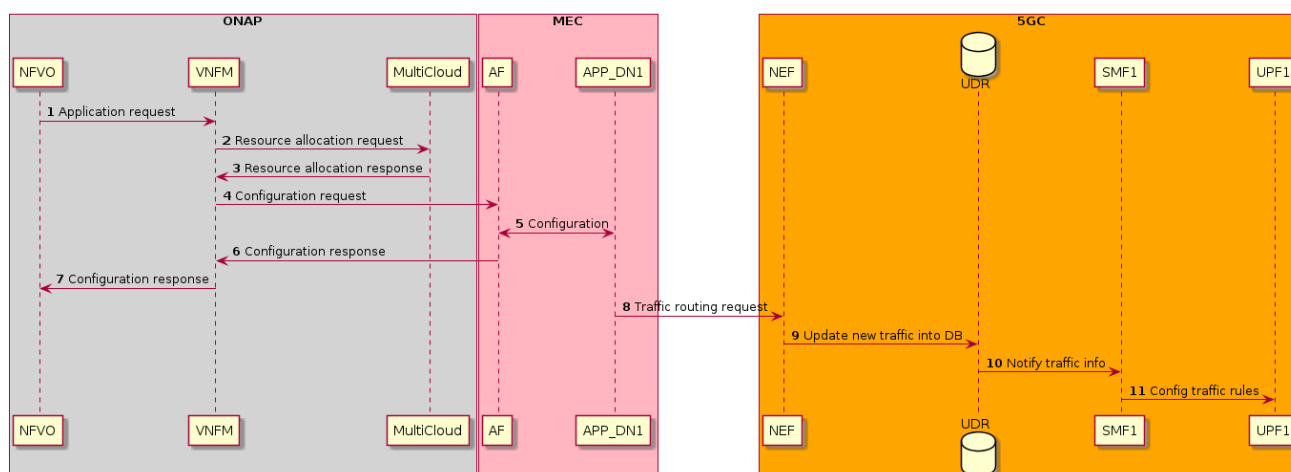 ONAP MEC 5GC
NFVO VNFM MultiCloud AF APP_DN1 NEF UDR SMF1 UPF1
1 Application request
2 Resource allocation request
3 Resource allocation response
4 Configuration request
5 Configuration
6 Configuration response
7 Configuration response
8 Traffic routing request
9 Update new traffic into DB
10 Notify traffic info
11 Config traffic rules
NFVO VNFM MultiCloud AF APP_DN1 NEF UDR SMF1 UPF1